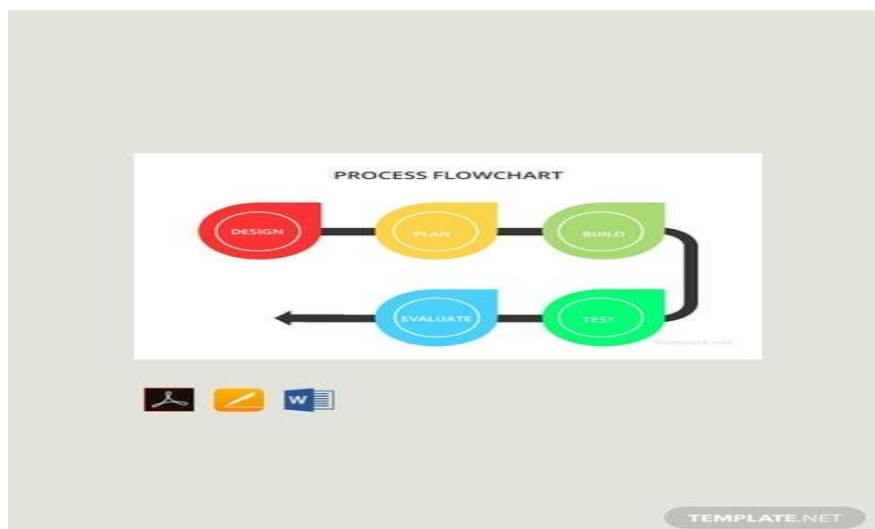 PROCESS FLOWCHART
DESIGN
PLAN
BUILD
EVALUATE
TEST
W
TEMPLATE.NET